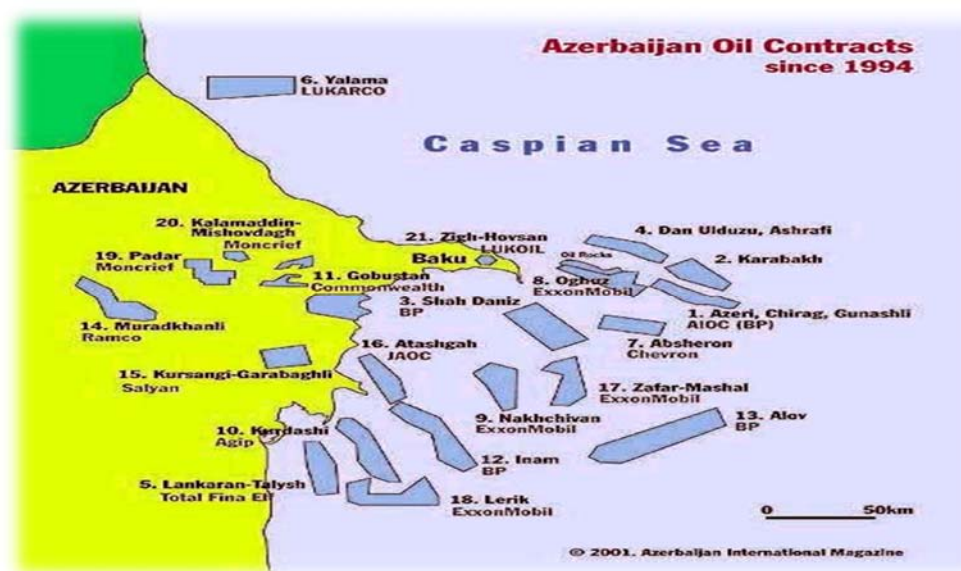 Azerbaijan Oil Contracts
since 1994
6. Yalama
LUKARCO
Caspian Sea
AZERBAIJAN
20. Kalamaddin-
Mishovdagh
Moncrief
19. Padar
Moncrief
21. Zigh-Hovsan
LUKOIL
Baku
4. Dan Ulduzu, Ashrafi
Oil Rocks
2. Karabakh
11. Gobustan
Commonwealth
8. Oghuz
ExxonMobil
3. Shah Daniz
BP
1. Azeri, Chirag, Gunashli
AIOC (BP)
14. Muradkhanli
Ramco
16. Atashgah
JAOC
7. Absheron
Chevron
15. Kursangi-Garabaghli
Salyan
17. Zafar-Mashal
ExxonMobil
9. Nakhchivan
ExxonMobil
13. Alov
BP
10. Kurdashi
Agip
12. Inam
BP
5. Lankaran-Talysh
Total Fina Elf
18. Lerik
ExxonMobil
0 50km
© 2001. Azerbaijan International Magazine